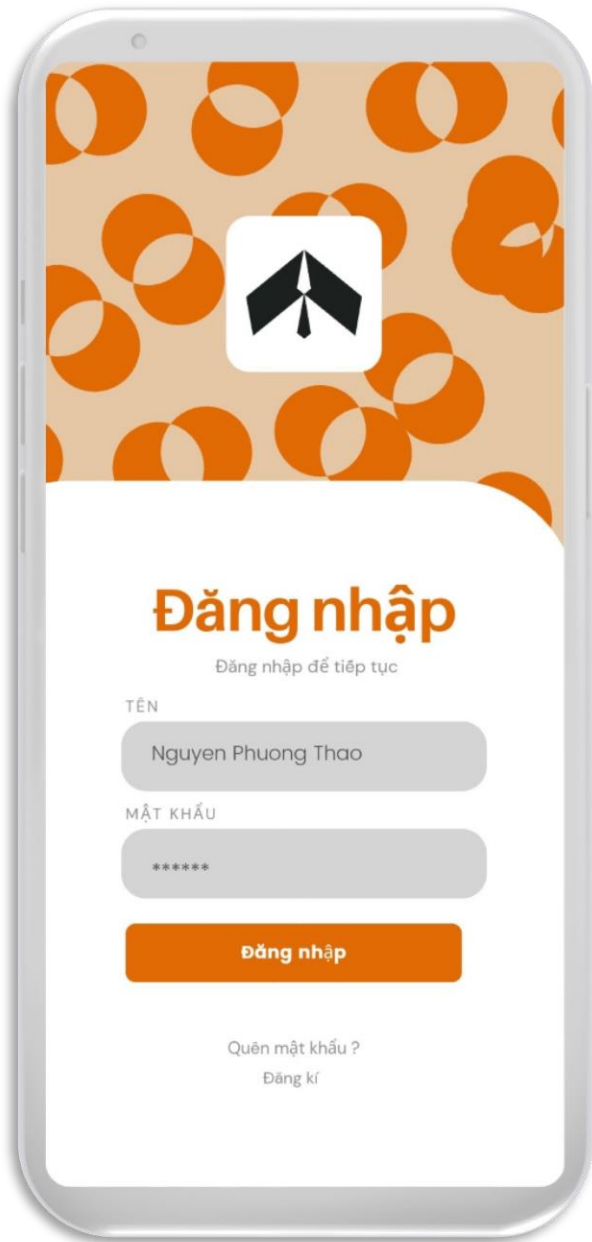 Đăng nhập
Đăng nhập để tiếp tục
TÊN
Nguyen Phuong Thao
MẬT KHẨU
******
Đăng nhập
Quên mật khẩu ?
Đăng kí